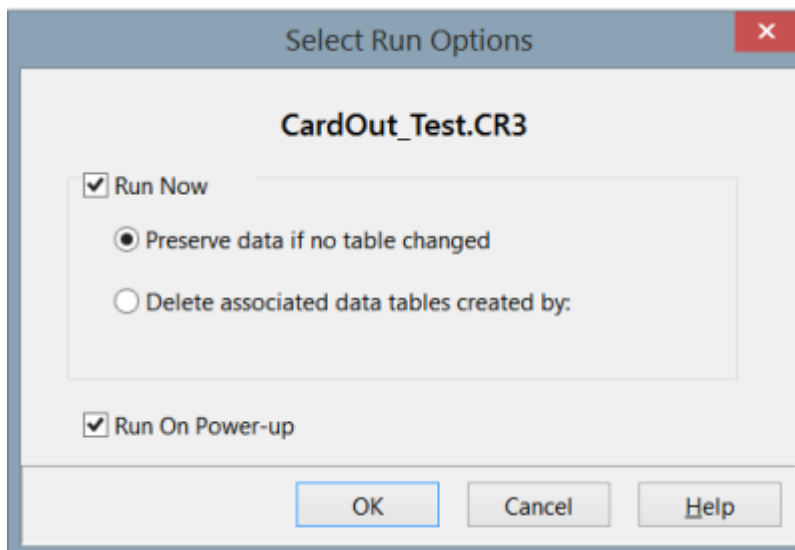 Select Run Options
CardOut_Test.CR3
Run Now
Preserve data if no table changed
Delete associated data tables created by:
Run On Power-up
OK
Cancel
Help